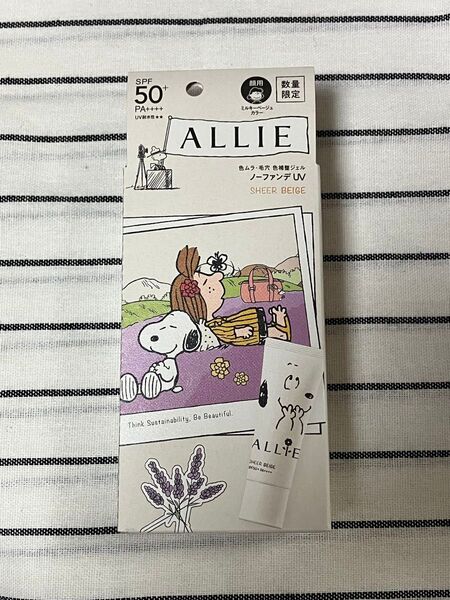 SPF
50+
PA++++
UV耐水性★★
顔用
ミルキーベージュ
カラー
数量
限定
ALLIE
色ムラ・毛穴 色補整ジェル
ノーファンデUV
SHEER BEIGE
Think Sustainability, Be Beautiful.
ALLIE
SHEER BEIGE
SPF50+ PA++++